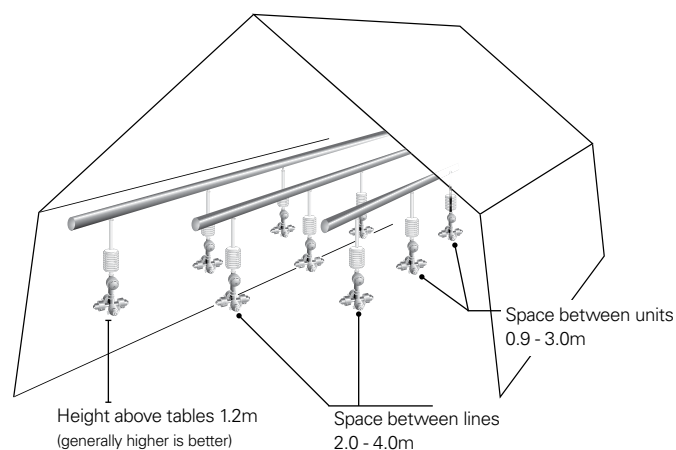 Space between units
0.9 - 3.0m
Height above tables 1.2m
(generally higher is better)
Space between lines
2.0 - 4.0m